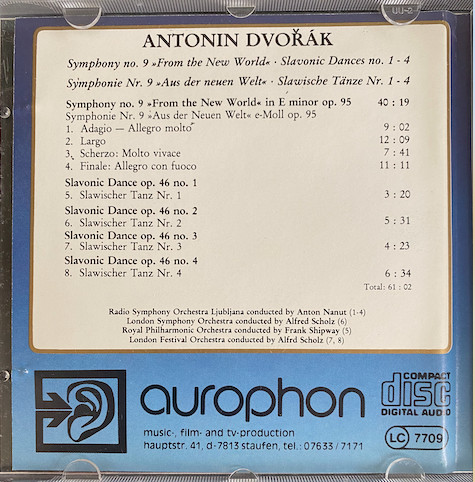 ANTONIN DVOŘÁK
Symphony no. 9 »From the New World« · Slavonic Dances no. 1 - 4
Symphonie Nr. 9 »Aus der neuen Welt« · Slawische Tänze Nr. 1 - 4
Symphony no. 9 »From the New World« in E minor op. 95 40 : 19
Symphonie Nr. 9 »Aus der Neuen Welt« e-Moll op. 95
1. Adagio — Allegro molto 9 : 02
2. Largo 12 : 09
3. Scherzo: Molto vivace 7 : 41
4. Finale: Allegro con fuoco 11 : 11
Slavonic Dance op. 46 no. 1
5. Slawischer Tanz Nr. 1 3 : 20
Slavonic Dance op. 46 no. 2
6. Slawischer Tanz Nr. 2 5 : 31
Slavonic Dance op. 46 no. 3
7. Slawischer Tanz Nr. 3 4 : 23
Slavonic Dance op. 46 no. 4
8. Slawischer Tanz Nr. 4 6 : 34
Total: 61 : 02
Radio Symphony Orchestra Ljubljana conducted by Anton Nanut (1-4)
London Symphony Orchestra conducted by Alfred Scholz (6)
Royal Philharmonic Orchestra conducted by Frank Shipway (5)
London Festival Orchestra conducted by Alfrd Scholz (7, 8)
aurophon
music-, film- and tv-production
hauptstr. 41, d-7813 staufen, tel.: 07633/7171
COMPACT
disc
DIGITAL AUDIO
LC 7709